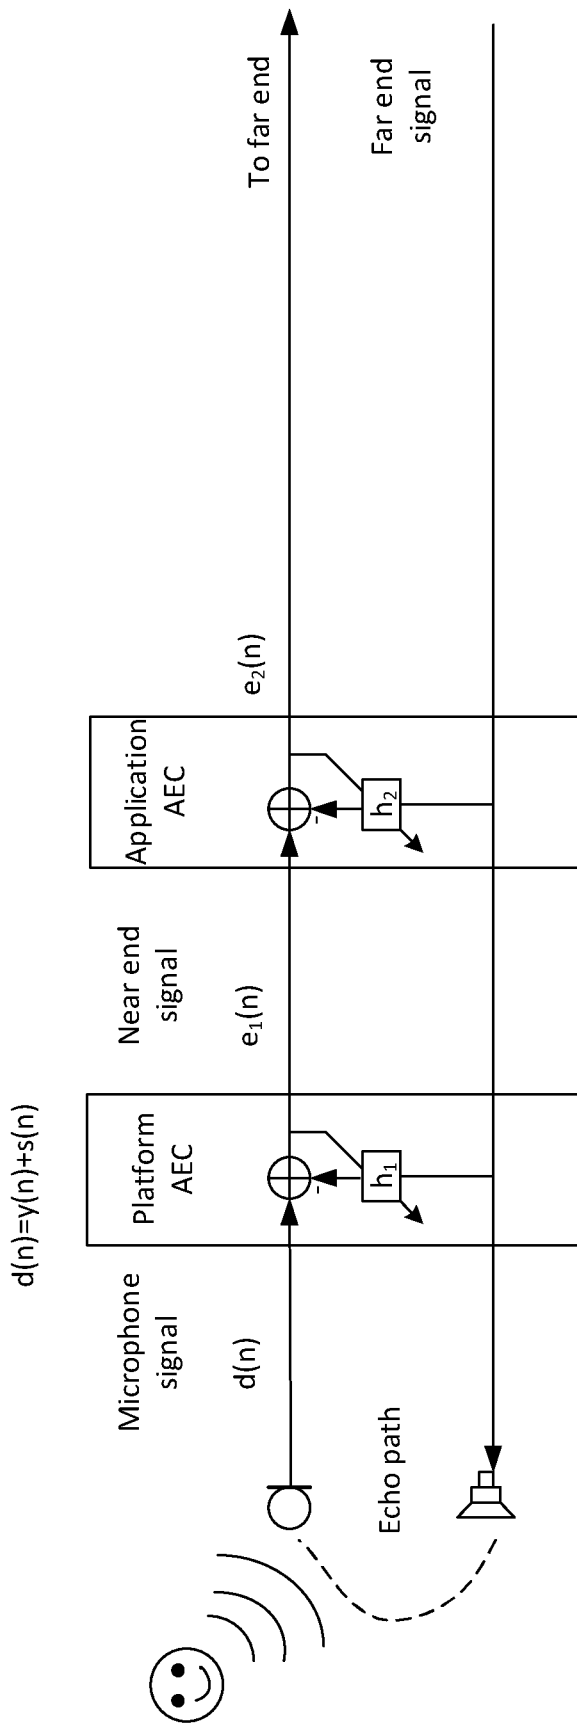 d(n)=y(n)+s(n)
Microphone
signal
d(n)
Platform
AEC
-
h₁
Near end
signal
e₁(n)
Application
AEC
-
h₂
e₂(n)
To far end
Far end
signal
Echo path